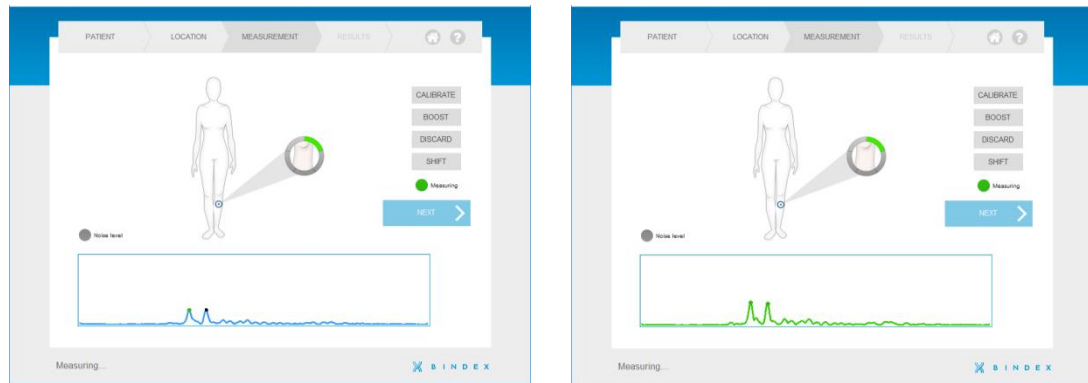 PATIENT LOCATION MEASUREMENT RESULTS ?
CALIBRATE
BOOST
DISCARD
SHIFT
Measuring
NEXT
Noise level
Measuring...
BINDEX
PATIENT LOCATION MEASUREMENT RESULTS ?
CALIBRATE
BOOST
DISCARD
SHIFT
Measuring
NEXT
Noise level
Measuring...
BINDEX